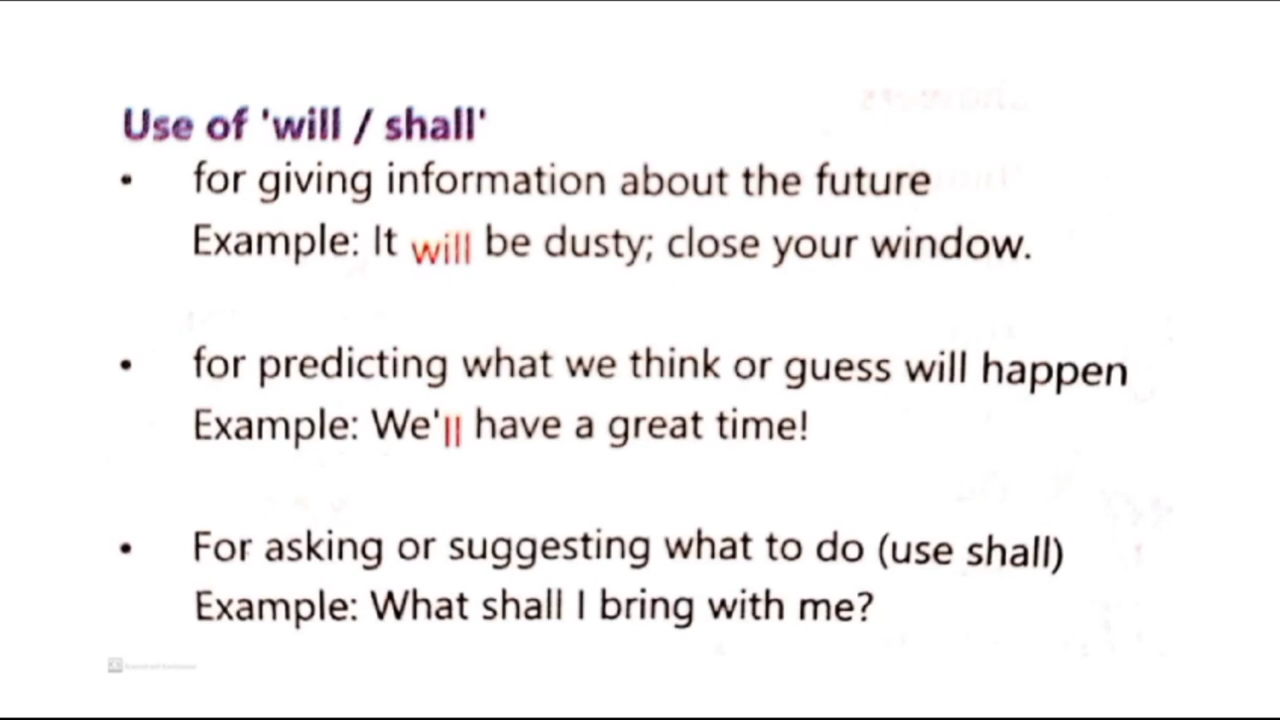 Use of 'will / shall'
• for giving information about the future
Example: It will be dusty; close your window.
• for predicting what we think or guess will happen
Example: We'll have a great time!
• For asking or suggesting what to do (use shall)
Example: What shall I bring with me?